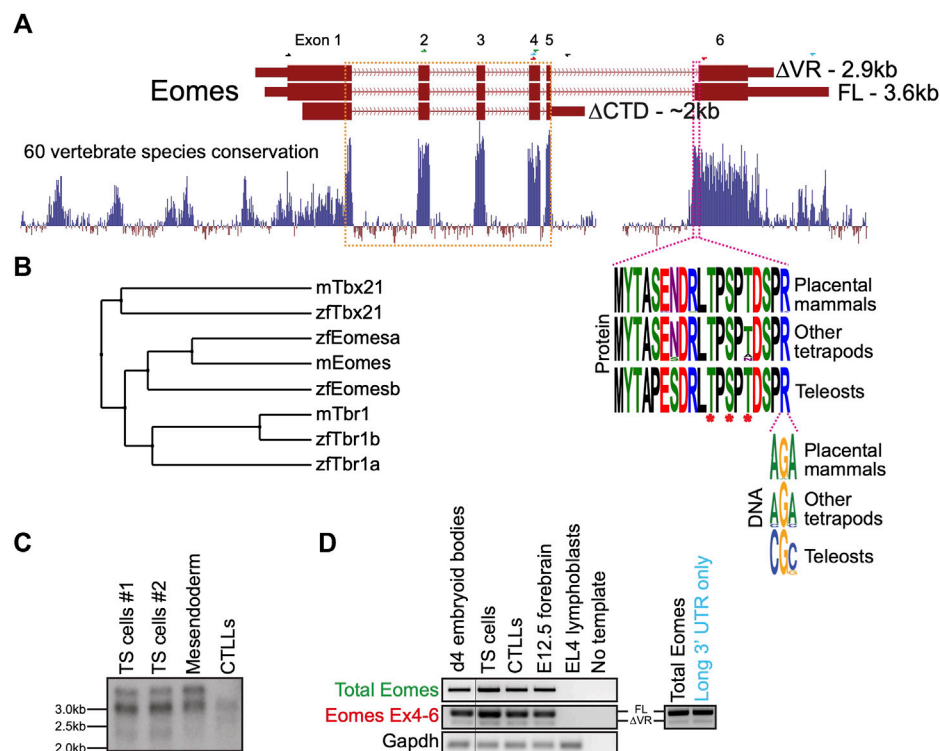 A
Exon 1 2 3 4 5 6
Eomes
ΔVR - 2.9kb
FL - 3.6kb
ΔCTD - ~2kb
60 vertebrate species conservation
B
mTbx21
zfTbx21
zfEomesa
mEomes
zfEomesb
mTbr1
zfTbr1b
zfTbr1a
Protein
MYTASENDRLTPSPTDSPR Placental mammals
MYTASENDRLTPSPTDSPR Other tetrapods
MYTAPESDRLTPSPTDSPR Teleosts
DNA
AGA Placental mammals
AGA Other tetrapods
CGC Teleosts
C
TS cells #1
TS cells #2
Mesendoderm
CTLLs
3.0kb
2.5kb
2.0kb
D
d4 embryoid bodies
TS cells
CTLLs
E12.5 forebrain
EL4 lymphoblasts
No template
Total Eomes
Eomes Ex4-6
Gapdh
FL
ΔVR
Total Eomes
Long 3' UTR only